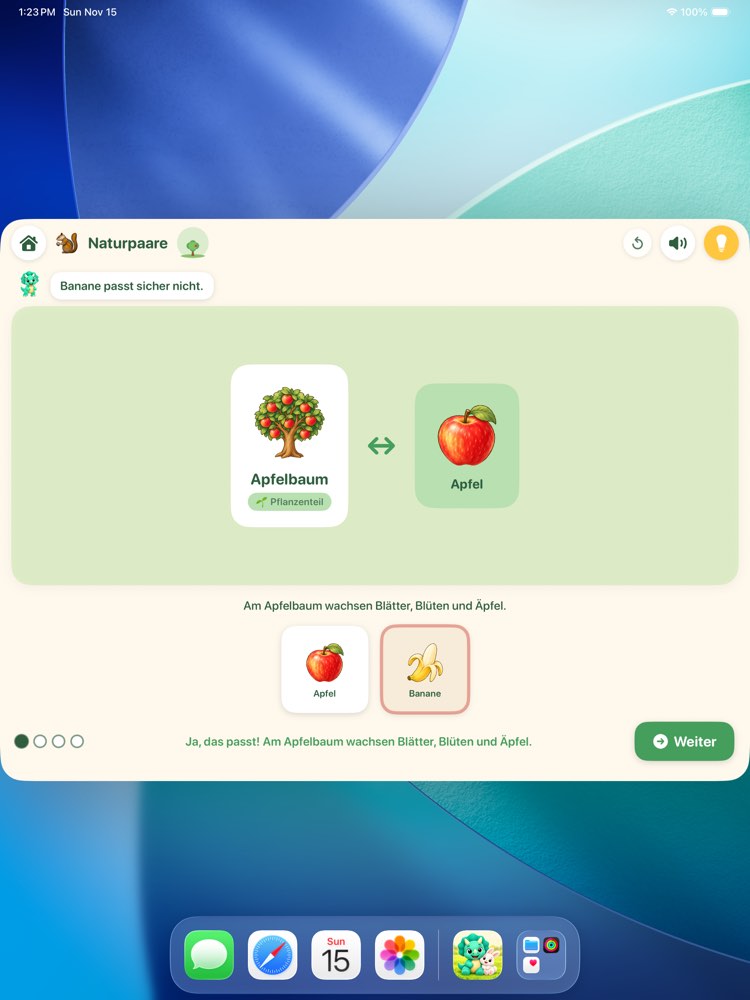 1:23 PM Sun Nov 15
100%
Naturpaare
Banane passt sicher nicht.
Apfelbaum
Pflanzenteil
Apfel
Am Apfelbaum wachsen Blätter, Blüten und Äpfel.
Apfel
Banane
Ja, das passt! Am Apfelbaum wachsen Blätter, Blüten und Äpfel.
Weiter
Sun
15